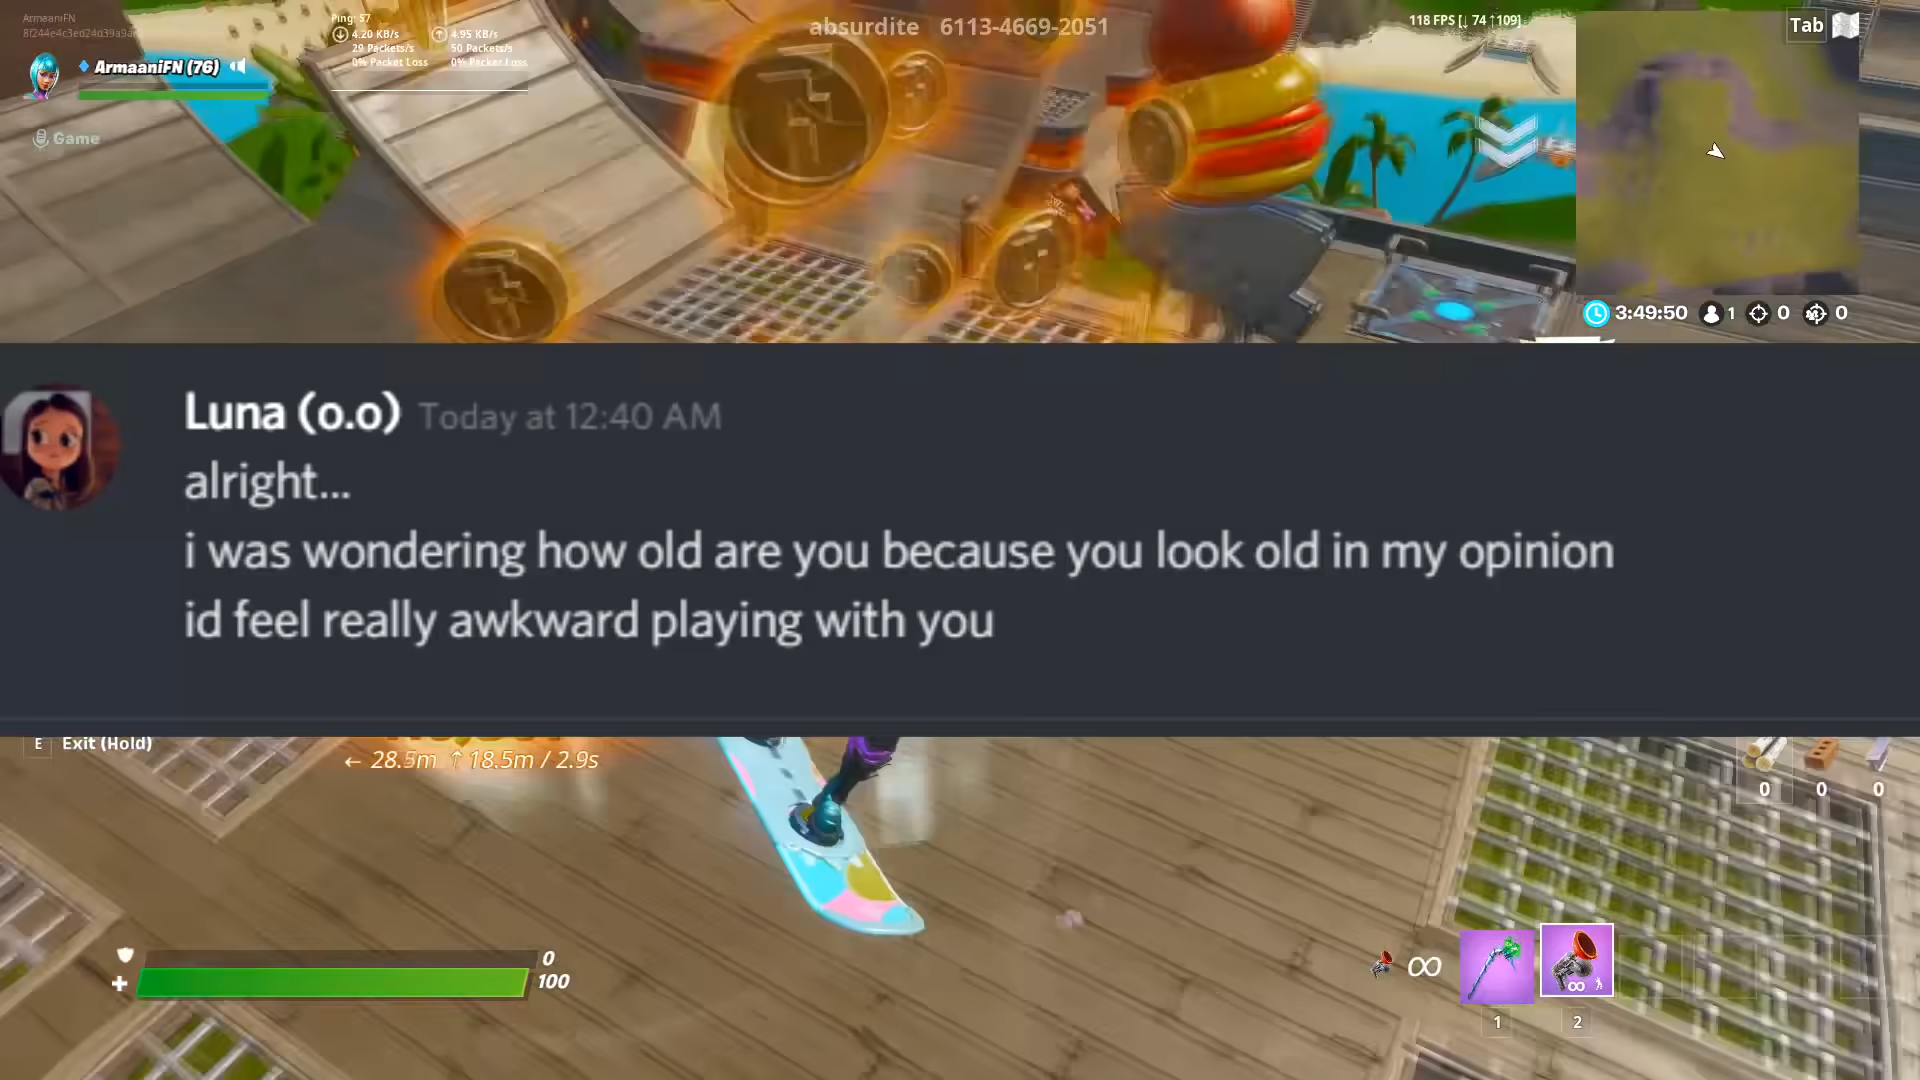 ArmaaniFN
Ping: 57
4.20 KB/s 4.95 KB/s
29 Packets/s 50 Packets/s
0% Packet Loss 0% Packet Loss
absurdite 6113-4669-2051
118 FPS [↓ 74 ↑109]
Tab
ArmaaniFN (76)
Game
3:49:50 1 0 0
Luna (o.o) Today at 12:40 AM
alright...
i was wondering how old are you because you look old in my opinion
id feel really awkward playing with you
E Exit (Hold)
← 28.5m ↑ 18.5m / 2.9s
0 0 0
0
100
∞
∞
1 2